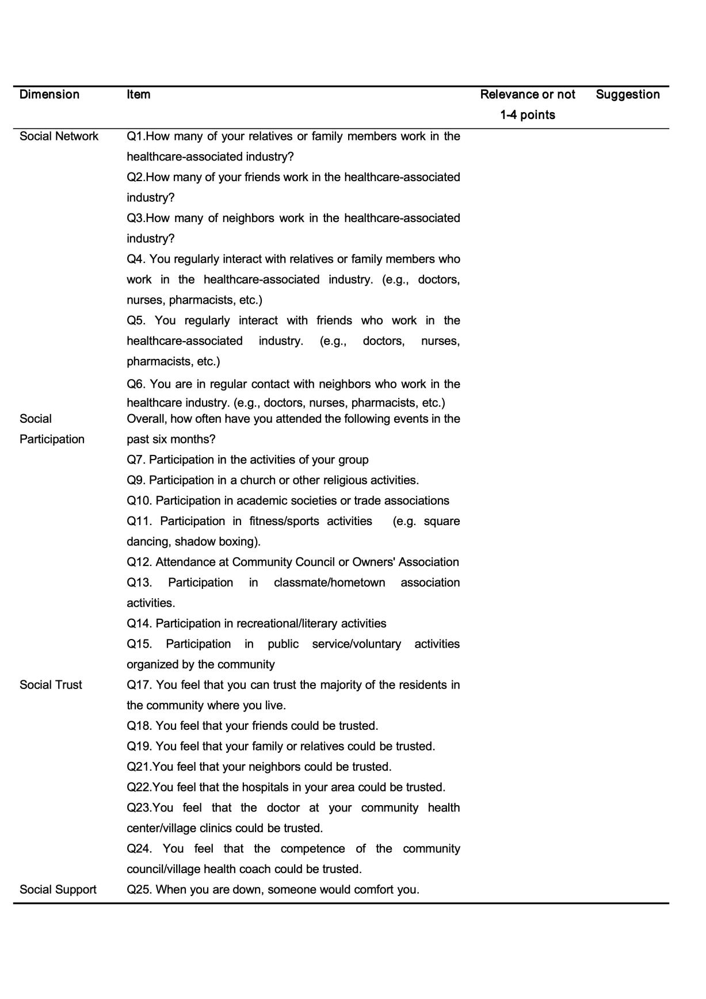 Dimension Item Relevance or not Suggestion
1-4 points
Social Network Q1.How many of your relatives or family members work in the
healthcare-associated industry?
Q2.How many of your friends work in the healthcare-associated
industry?
Q3.How many of neighbors work in the healthcare-associated
industry?
Q4. You regularly interact with relatives or family members who
work in the healthcare-associated industry. (e.g., doctors,
nurses, pharmacists, etc.)
Q5. You regularly interact with friends who work in the
healthcare-associated industry. (e.g., doctors, nurses,
pharmacists, etc.)
Q6. You are in regular contact with neighbors who work in the
healthcare industry. (e.g., doctors, nurses, pharmacists, etc.)
Social Overall, how often have you attended the following events in the
Participation past six months?
Q7. Participation in the activities of your group
Q9. Participation in a church or other religious activities.
Q10. Participation in academic societies or trade associations
Q11. Participation in fitness/sports activities (e.g. square
dancing, shadow boxing).
Q12. Attendance at Community Council or Owners' Association
Q13. Participation in classmate/hometown association
activities.
Q14. Participation in recreational/literary activities
Q15. Participation in public service/voluntary activities
organized by the community
Social Trust Q17. You feel that you can trust the majority of the residents in
the community where you live.
Q18. You feel that your friends could be trusted.
Q19. You feel that your family or relatives could be trusted.
Q21.You feel that your neighbors could be trusted.
Q22.You feel that the hospitals in your area could be trusted.
Q23.You feel that the doctor at your community health
center/village clinics could be trusted.
Q24. You feel that the competence of the community
council/village health coach could be trusted.
Social Support Q25. When you are down, someone would comfort you.